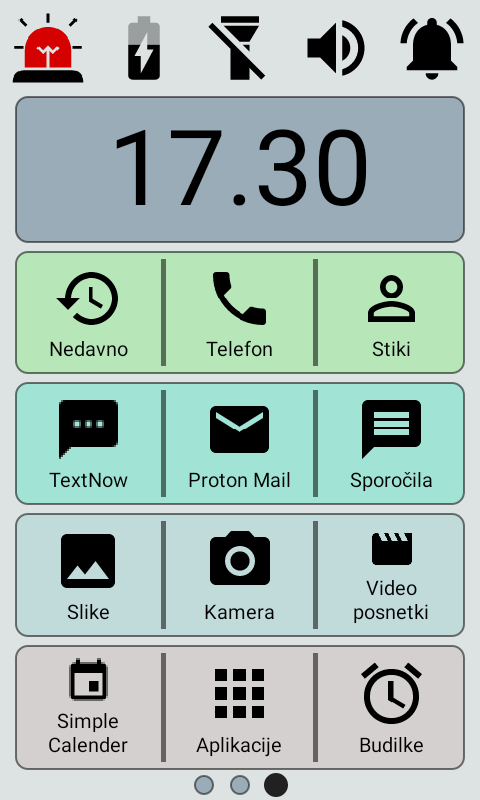 17.30
Nedavno
Telefon
Stiki
TextNow
Proton Mail
Sporočila
Slike
Kamera
Video
posnetki
Simple
Calender
Aplikacije
Budilke